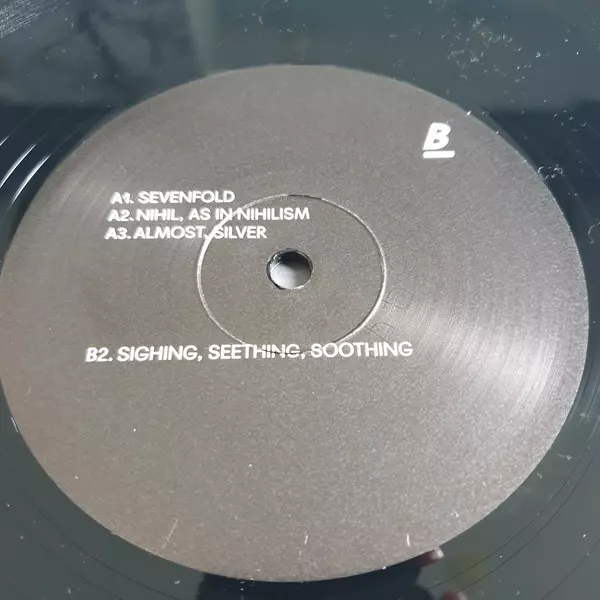 B
A1. SEVENFOLD
A2. NIHIL, AS IN NIHILISM
A3. ALMOST, SILVER
B2. SIGHING, SEETHING, SOOTHING